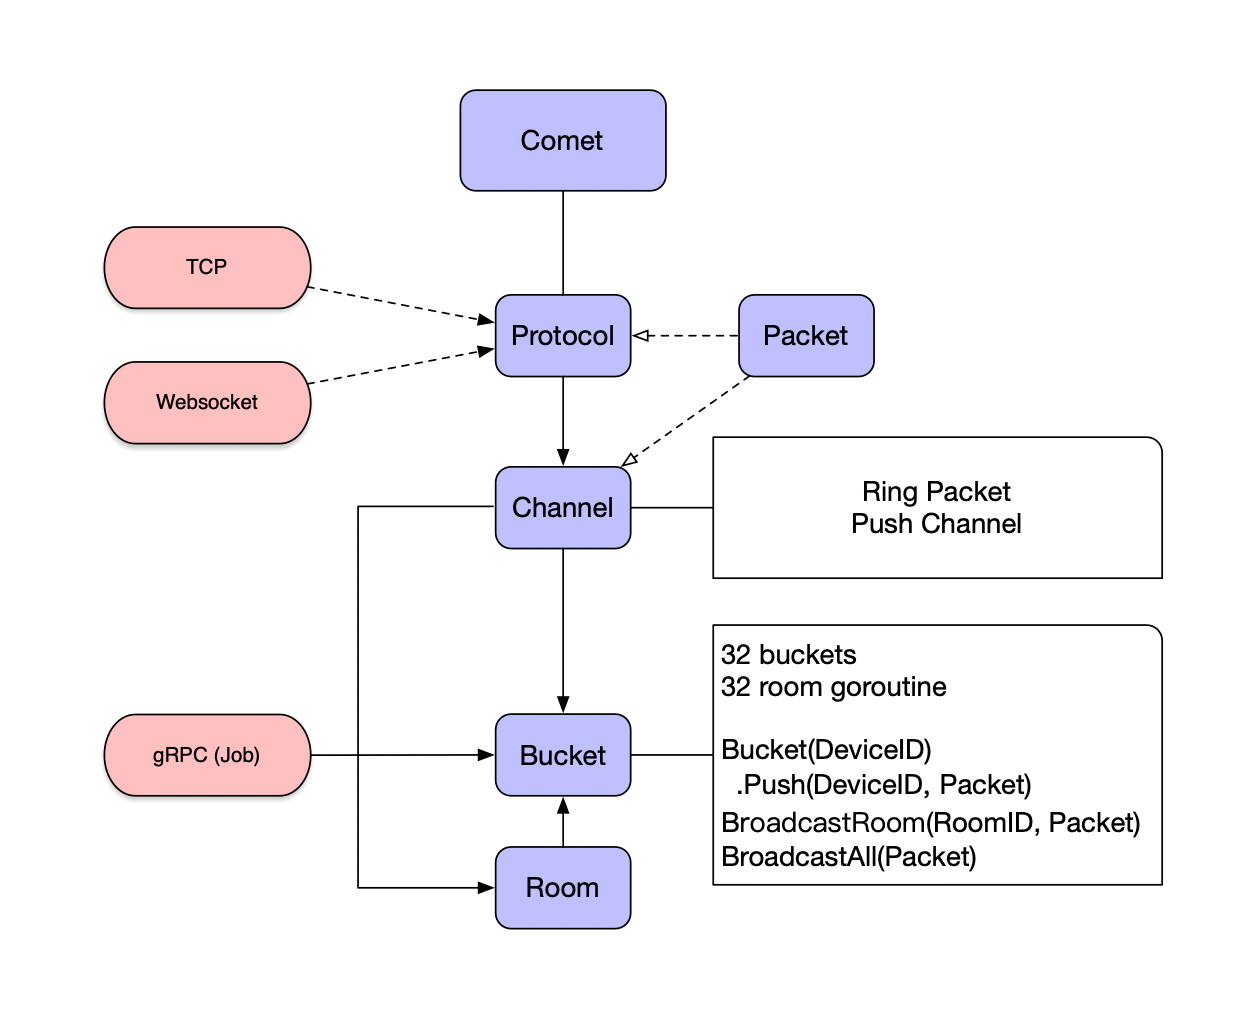 Comet
TCP
Protocol
Packet
Websocket
Channel
Ring Packet
Push Channel
32 buckets
32 room goroutine
Bucket(DeviceID)
.Push(DeviceID, Packet)
BroadcastRoom(RoomID, Packet)
BroadcastAll(Packet)
gRPC (Job)
Bucket
Room